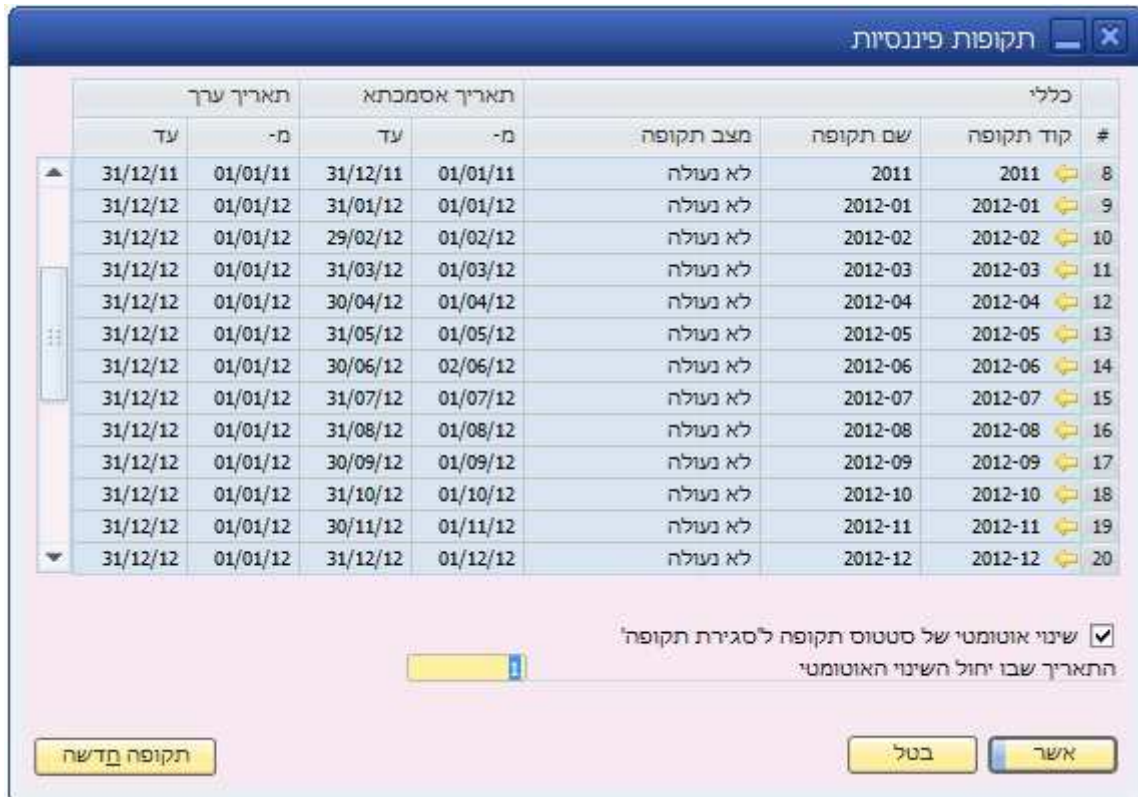 תקופות פיננסיות
כללי תאריך אסמכתא תאריך ערך
# קוד תקופה שם תקופה מצב תקופה מ- עד מ- עד
8 2011 2011 לא נעולה 01/01/11 31/12/11 01/01/11 31/12/11
9 2012-01 2012-01 לא נעולה 01/01/12 31/01/12 01/01/12 31/12/12
10 2012-02 2012-02 לא נעולה 01/02/12 29/02/12 01/01/12 31/12/12
11 2012-03 2012-03 לא נעולה 01/03/12 31/03/12 01/01/12 31/12/12
12 2012-04 2012-04 לא נעולה 01/04/12 30/04/12 01/01/12 31/12/12
13 2012-05 2012-05 לא נעולה 01/05/12 31/05/12 01/01/12 31/12/12
14 2012-06 2012-06 לא נעולה 02/06/12 30/06/12 01/01/12 31/12/12
15 2012-07 2012-07 לא נעולה 01/07/12 31/07/12 01/01/12 31/12/12
16 2012-08 2012-08 לא נעולה 01/08/12 31/08/12 01/01/12 31/12/12
17 2012-09 2012-09 לא נעולה 01/09/12 30/09/12 01/01/12 31/12/12
18 2012-10 2012-10 לא נעולה 01/10/12 31/10/12 01/01/12 31/12/12
19 2012-11 2012-11 לא נעולה 01/11/12 30/11/12 01/01/12 31/12/12
20 2012-12 2012-12 לא נעולה 01/12/12 31/12/12 01/01/12 31/12/12
שינוי אוטומטי של סטטוס תקופה ל'סגירת תקופה'
התאריך שבו יחול השינוי האוטומטי 1
אשר בטל תקופה חדשה